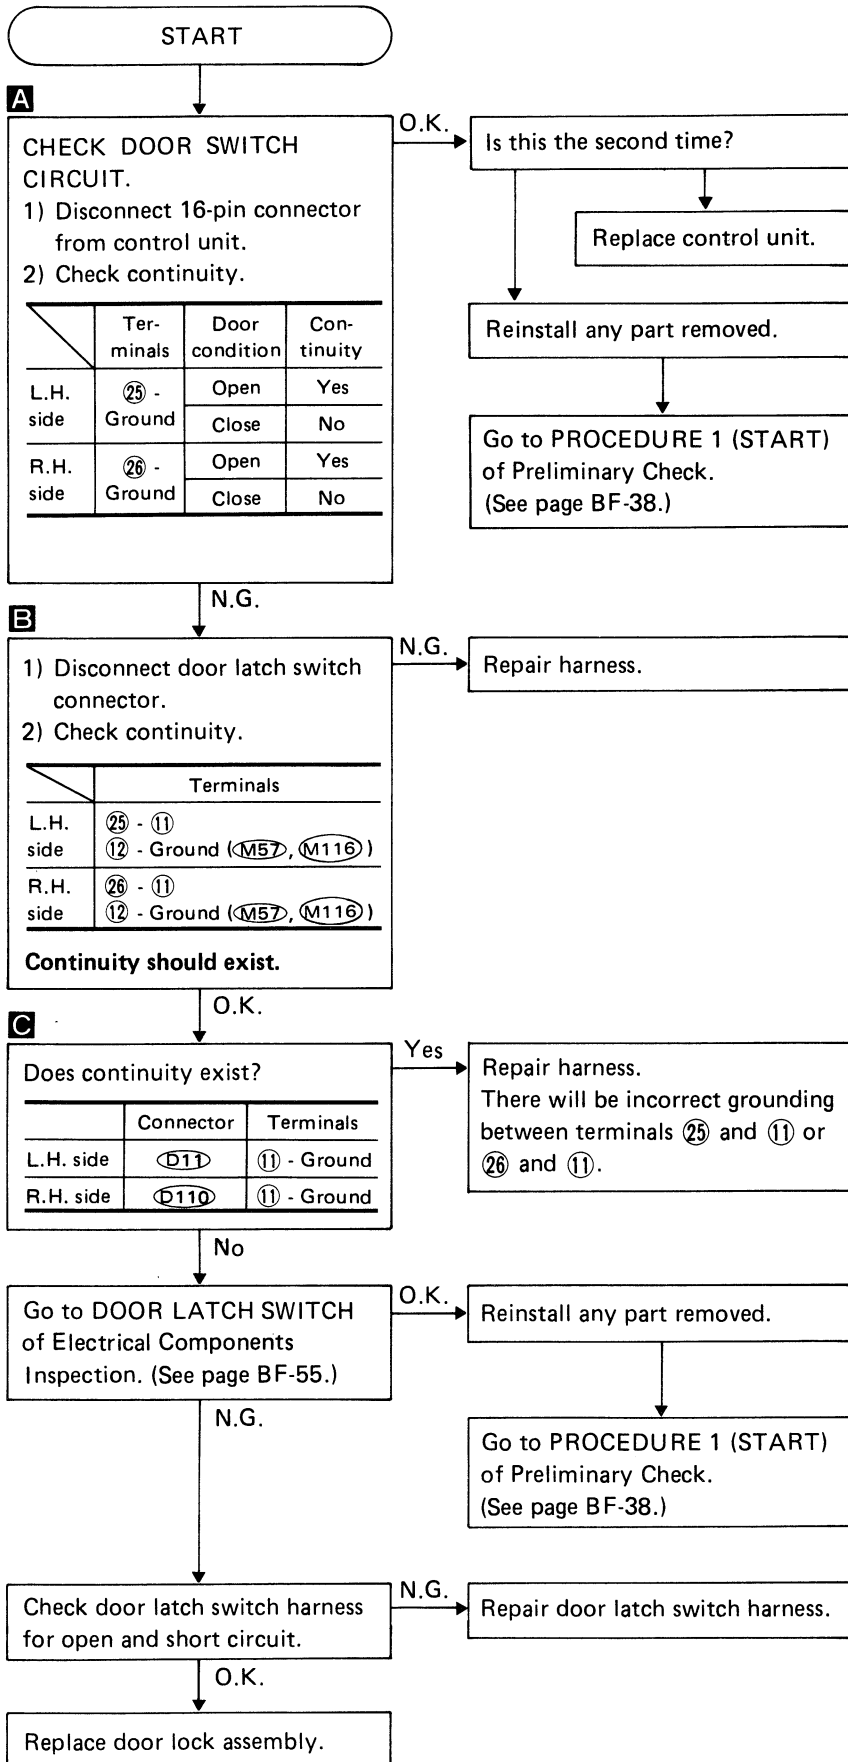 START
A
CHECK DOOR SWITCH
CIRCUIT.
1) Disconnect 16-pin connector
from control unit.
2) Check continuity.
Ter-
minals
Door
condition
Con-
tinuity
L.H.
side
㉕ -
Ground
Open
Yes
Close
No
R.H.
side
㉖ -
Ground
Open
Yes
Close
No
O.K.
Is this the second time?
Replace control unit.
Reinstall any part removed.
Go to PROCEDURE 1 (START)
of Preliminary Check.
(See page BF-38.)
N.G.
B
1) Disconnect door latch switch
connector.
2) Check continuity.
Terminals
L.H.
side
㉕ - ⑪
⑫ - Ground (M57, M116)
R.H.
side
㉖ - ⑪
⑫ - Ground (M57, M116)
Continuity should exist.
N.G.
Repair harness.
O.K.
C
Does continuity exist?
Connector
Terminals
L.H. side
D11
⑪ - Ground
R.H. side
D110
⑪ - Ground
Yes
Repair harness.
There will be incorrect grounding
between terminals ㉕ and ⑪ or
㉖ and ⑪.
No
Go to DOOR LATCH SWITCH
of Electrical Components
Inspection. (See page BF-55.)
O.K.
Reinstall any part removed.
Go to PROCEDURE 1 (START)
of Preliminary Check.
(See page BF-38.)
N.G.
Check door latch switch harness
for open and short circuit.
N.G.
Repair door latch switch harness.
O.K.
Replace door lock assembly.